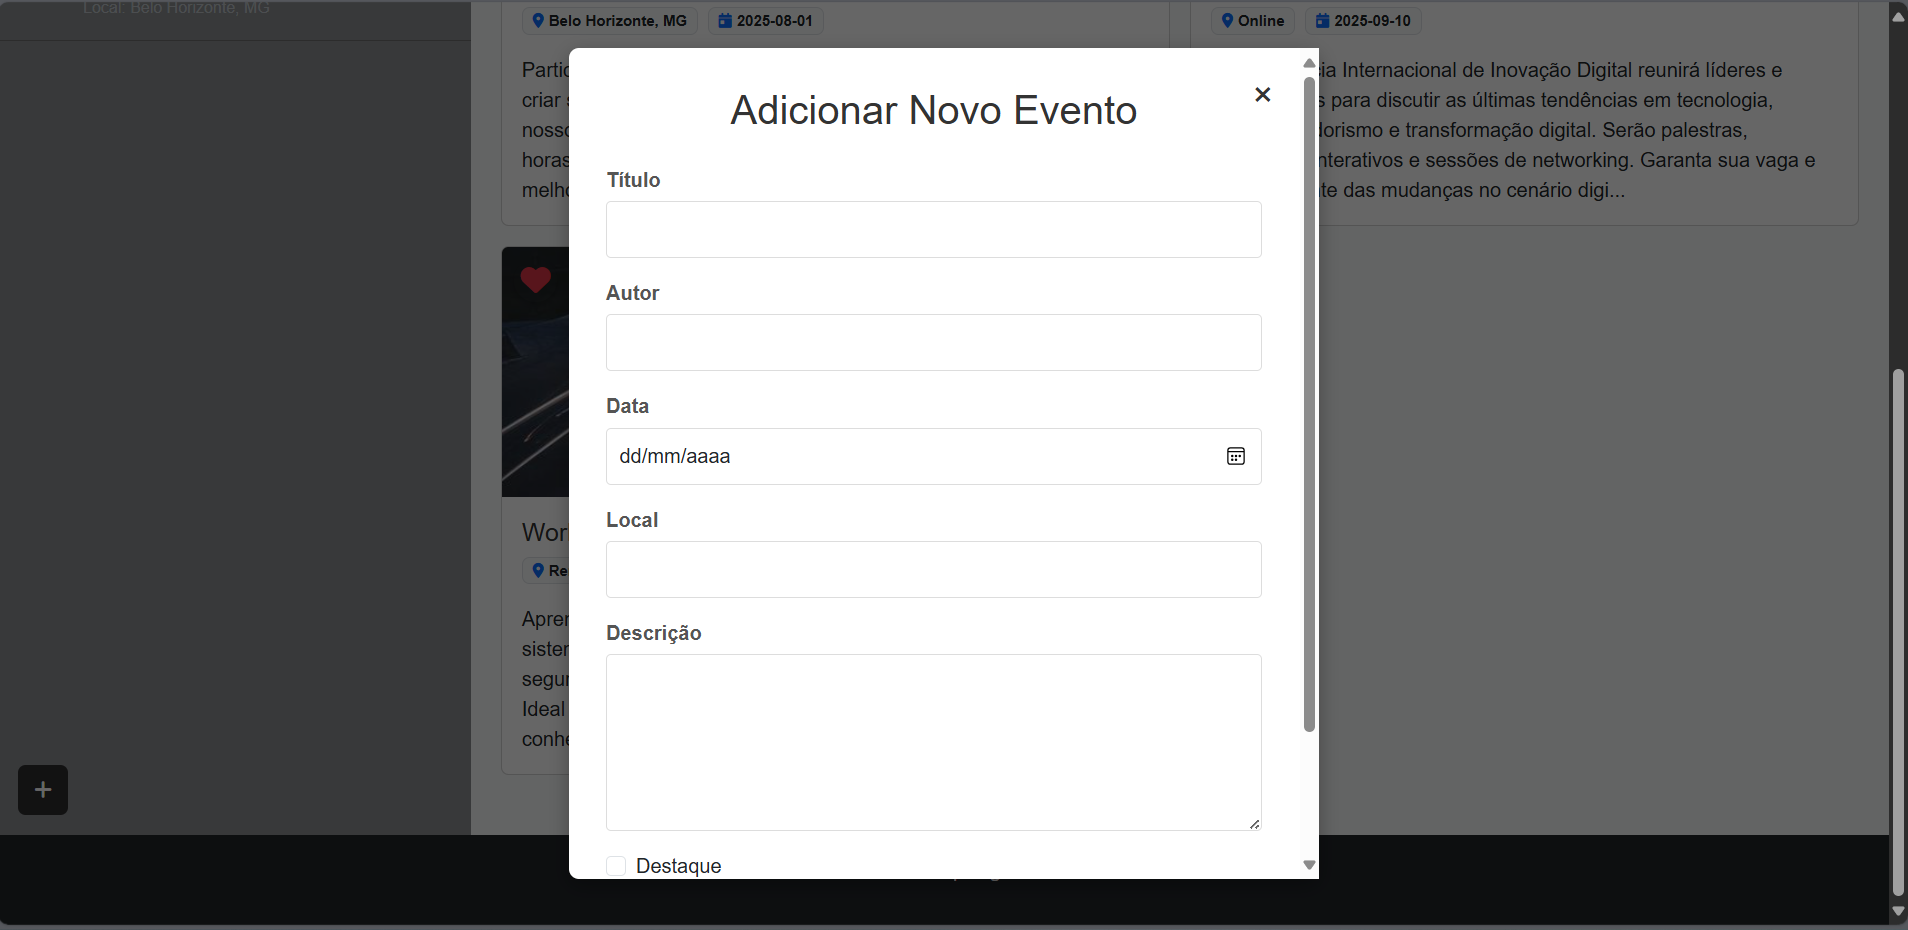 Local: Belo Horizonte, MG
Belo Horizonte, MG
2025-08-01
Online
2025-09-10
Partic
criar
nosso
horas
melho
ia Internacional de Inovação Digital reunirá líderes e
s para discutir as últimas tendências em tecnologia,
dorismo e transformação digital. Serão palestras,
nterativos e sessões de networking. Garanta sua vaga e
te das mudanças no cenário digi...
Wor
Re
Apren
sister
segur
Ideal
conhe
+
Adicionar Novo Evento
×
Título
Autor
Data
dd/mm/aaaa
Local
Descrição
Destaque